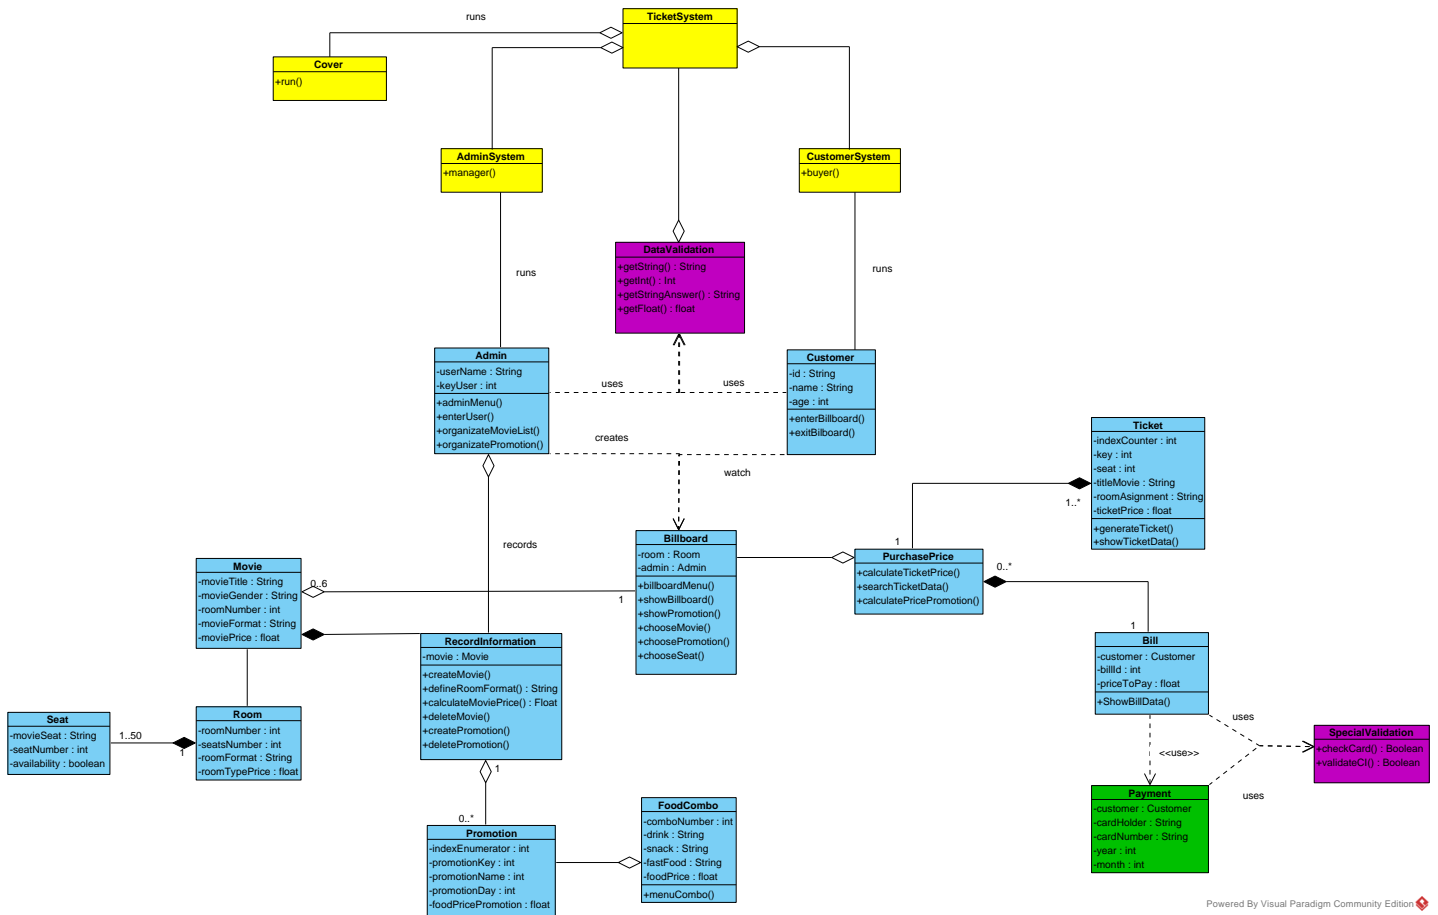 runs
TicketSystem
Cover
+run()
AdminSystem
+manager()
CustomerSystem
+buyer()
runs
runs
DataValidation
+getString() : String
+getInt() : Int
+getStringAnswer() : String
+getFloat() : float
Admin
-userName : String
-keyUser : int
+adminMenu()
+enterUser()
+organizateMovieList()
+organizatePromotion()
uses
uses
Customer
-id : String
-name : String
-age : int
+enterBillboard()
+exitBilboard()
creates
watch
Ticket
-indexCounter : int
-key : int
-seat : int
-titleMovie : String
-roomAsignment : String
-ticketPrice : float
+generateTicket()
+showTicketData()
1..*
1
records
Billboard
-room : Room
-admin : Admin
+billboardMenu()
+showBillboard()
+showPromotion()
+chooseMovie()
+choosePromotion()
+chooseSeat()
PurchasePrice
+calculateTicketPrice()
+searchTicketData()
+calculatePricePromotion()
0..*
1
Movie
-movieTitle : String
-movieGender : String
-roomNumber : int
-movieFormat : String
-moviePrice : float
0..6
1
RecordInformation
-movie : Movie
+createMovie()
+defineRoomFormat() : String
+calculateMoviePrice() : Float
+deleteMovie()
+createPromotion()
+deletePromotion()
Bill
-customer : Customer
-billId : int
-priceToPay : float
+ShowBillData()
Seat
-movieSeat : String
-seatNumber : int
-availability : boolean
1..50
1
Room
-roomNumber : int
-seatsNumber : int
-roomFormat : String
-roomTypePrice : float
uses
<<use>>
uses
SpecialValidation
+checkCard() : Boolean
+validateCI() : Boolean
1
0..*
Promotion
-indexEnumerator : int
-promotionKey : int
-promotionName : int
-promotionDay : int
-foodPricePromotion : float
FoodCombo
-comboNumber : int
-drink : String
-snack : String
-fastFood : String
-foodPrice : float
+menuCombo()
Payment
-customer : Customer
-cardHolder : String
-cardNumber : String
-year : int
-month : int
Powered By Visual Paradigm Community Edition